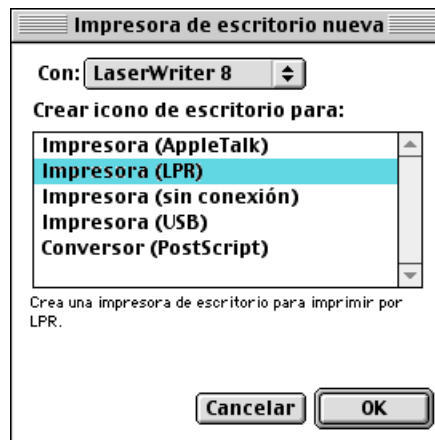 Impresora de escritorio nueva
Con: LaserWriter 8
Crear icono de escritorio para:
Impresora (AppleTalk)
Impresora (LPR)
Impresora (sin conexión)
Impresora (USB)
Conversor (PostScript)
Crea una impresora de escritorio para imprimir por
LPR.
Cancelar OK